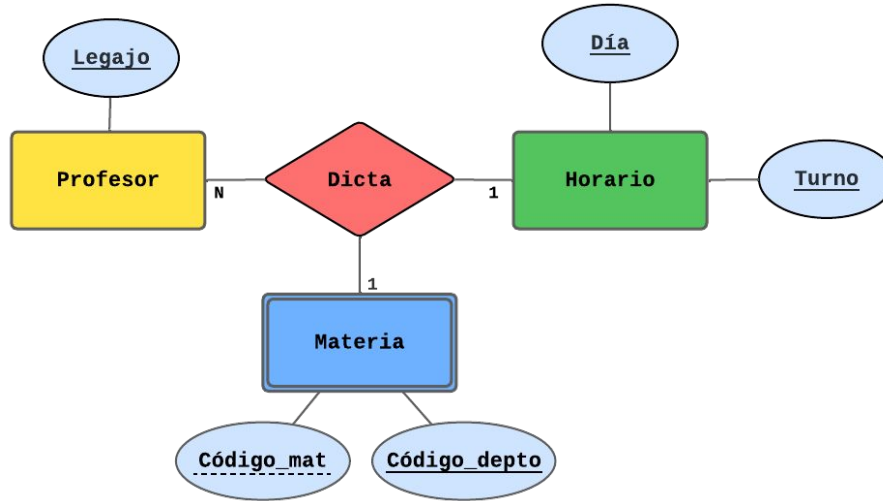 Legajo
Día
Profesor
N
Dicta
1
Horario
Turno
1
Materia
Código_mat
Código_depto